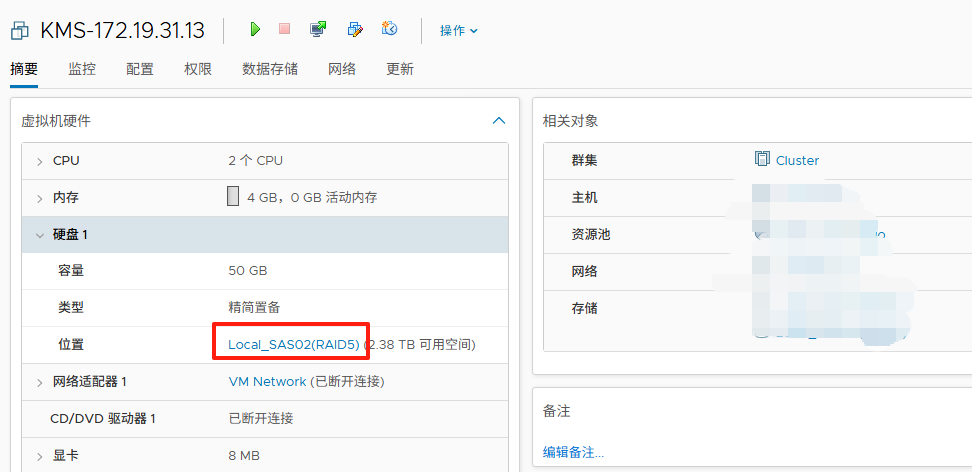 KMS-172.19.31.13
操作
摘要 监控 配置 权限 数据存储 网络 更新
虚拟机硬件
CPU 2 个 CPU
内存 4 GB，0 GB 活动内存
硬盘 1
容量 50 GB
类型 精简置备
位置 Local_SAS02(RAID5) (2.38 TB 可用空间)
网络适配器 1 VM Network (已断开连接)
CD/DVD 驱动器 1 已断开连接
显卡 8 MB
相关对象
群集 Cluster
主机
资源池
网络
存储
备注
编辑备注...